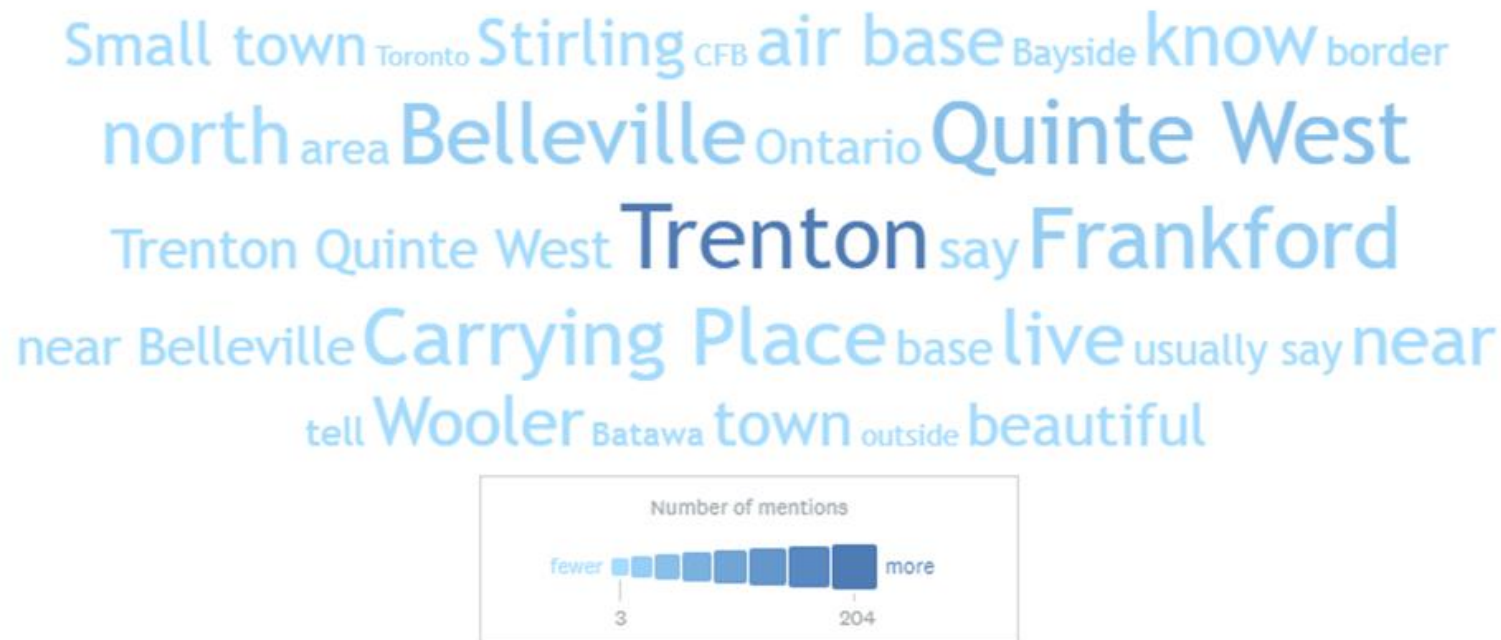 Small town Toronto Stirling CFB air base Bayside know border
north area Belleville Ontario Quinte West
Trenton Quinte West Trenton say Frankford
near Belleville Carrying Place base live usually say near
tell Wooler Batawa town outside beautiful
Number of mentions
fewer more
3 204